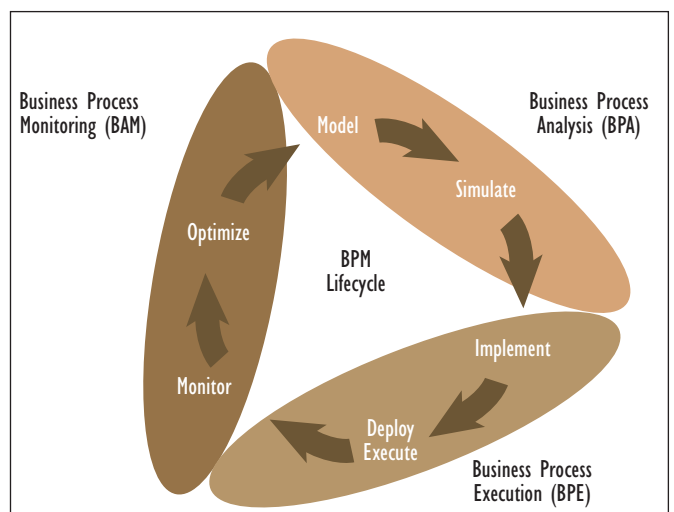 Business Process
Monitoring (BAM)
Business Process
Analysis (BPA)
Model
Simulate
Optimize
BPM
Lifecycle
Implement
Monitor
Deploy
Execute
Business Process
Execution (BPE)